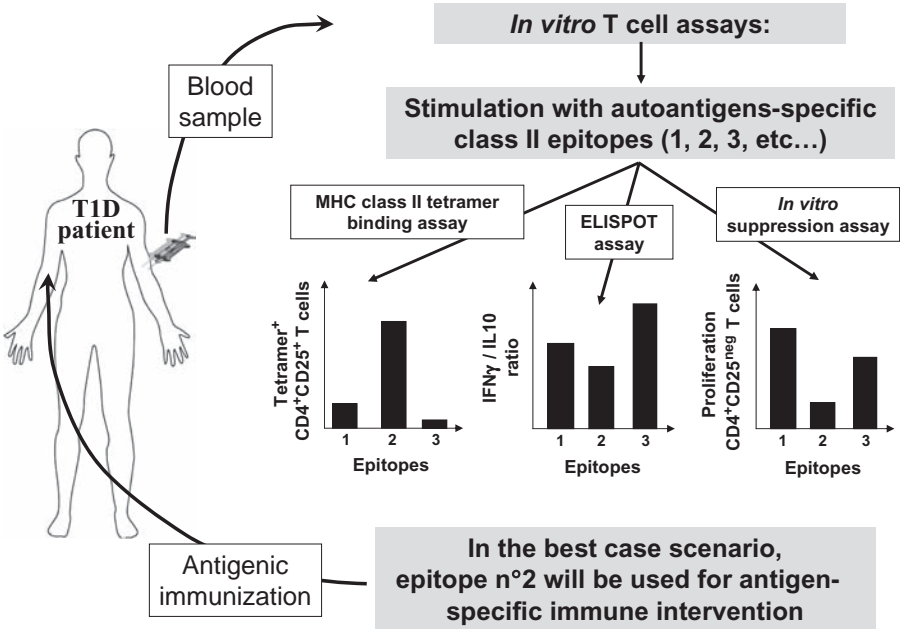 In vitro T cell assays:
Blood
sample
Stimulation with autoantigens-specific
class II epitopes (1, 2, 3, etc…)
T1D
patient
MHC class II tetramer
binding assay
ELISPOT
assay
In vitro
suppression assay
Tetramer+
CD4+CD25+ T cells
1 2 3
Epitopes
IFNγ / IL10
ratio
1 2 3
Epitopes
Proliferation
CD4+CD25neg T cells
1 2 3
Epitopes
Antigenic
immunization
In the best case scenario,
epitope n°2 will be used for antigen-
specific immune intervention